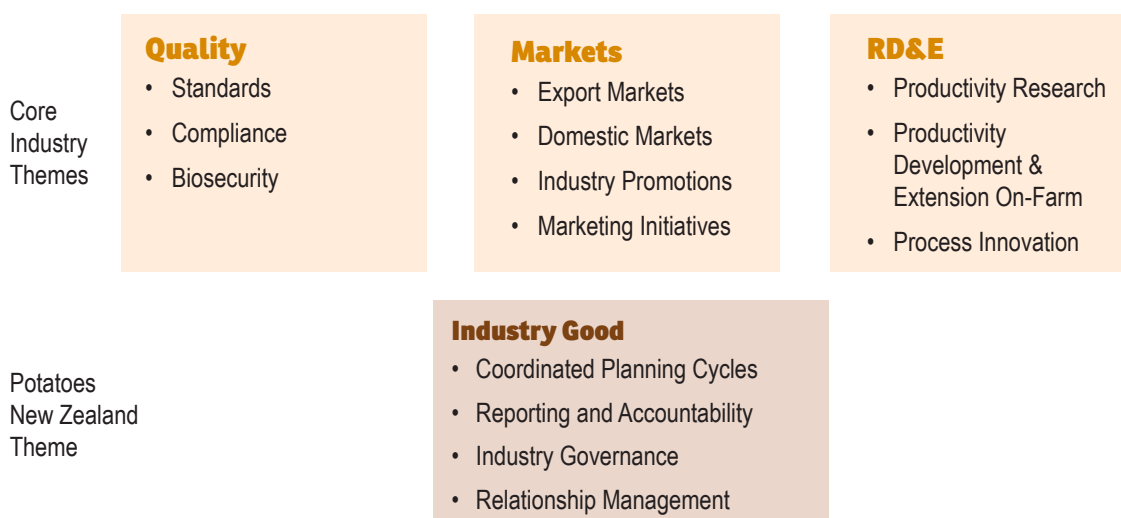 Core
Industry
Themes
Quality
• Standards
• Compliance
• Biosecurity
Markets
• Export Markets
• Domestic Markets
• Industry Promotions
• Marketing Initiatives
RD&E
• Productivity Research
• Productivity
Development &
Extension On-Farm
• Process Innovation
Potatoes
New Zealand
Theme
Industry Good
• Coordinated Planning Cycles
• Reporting and Accountability
• Industry Governance
• Relationship Management